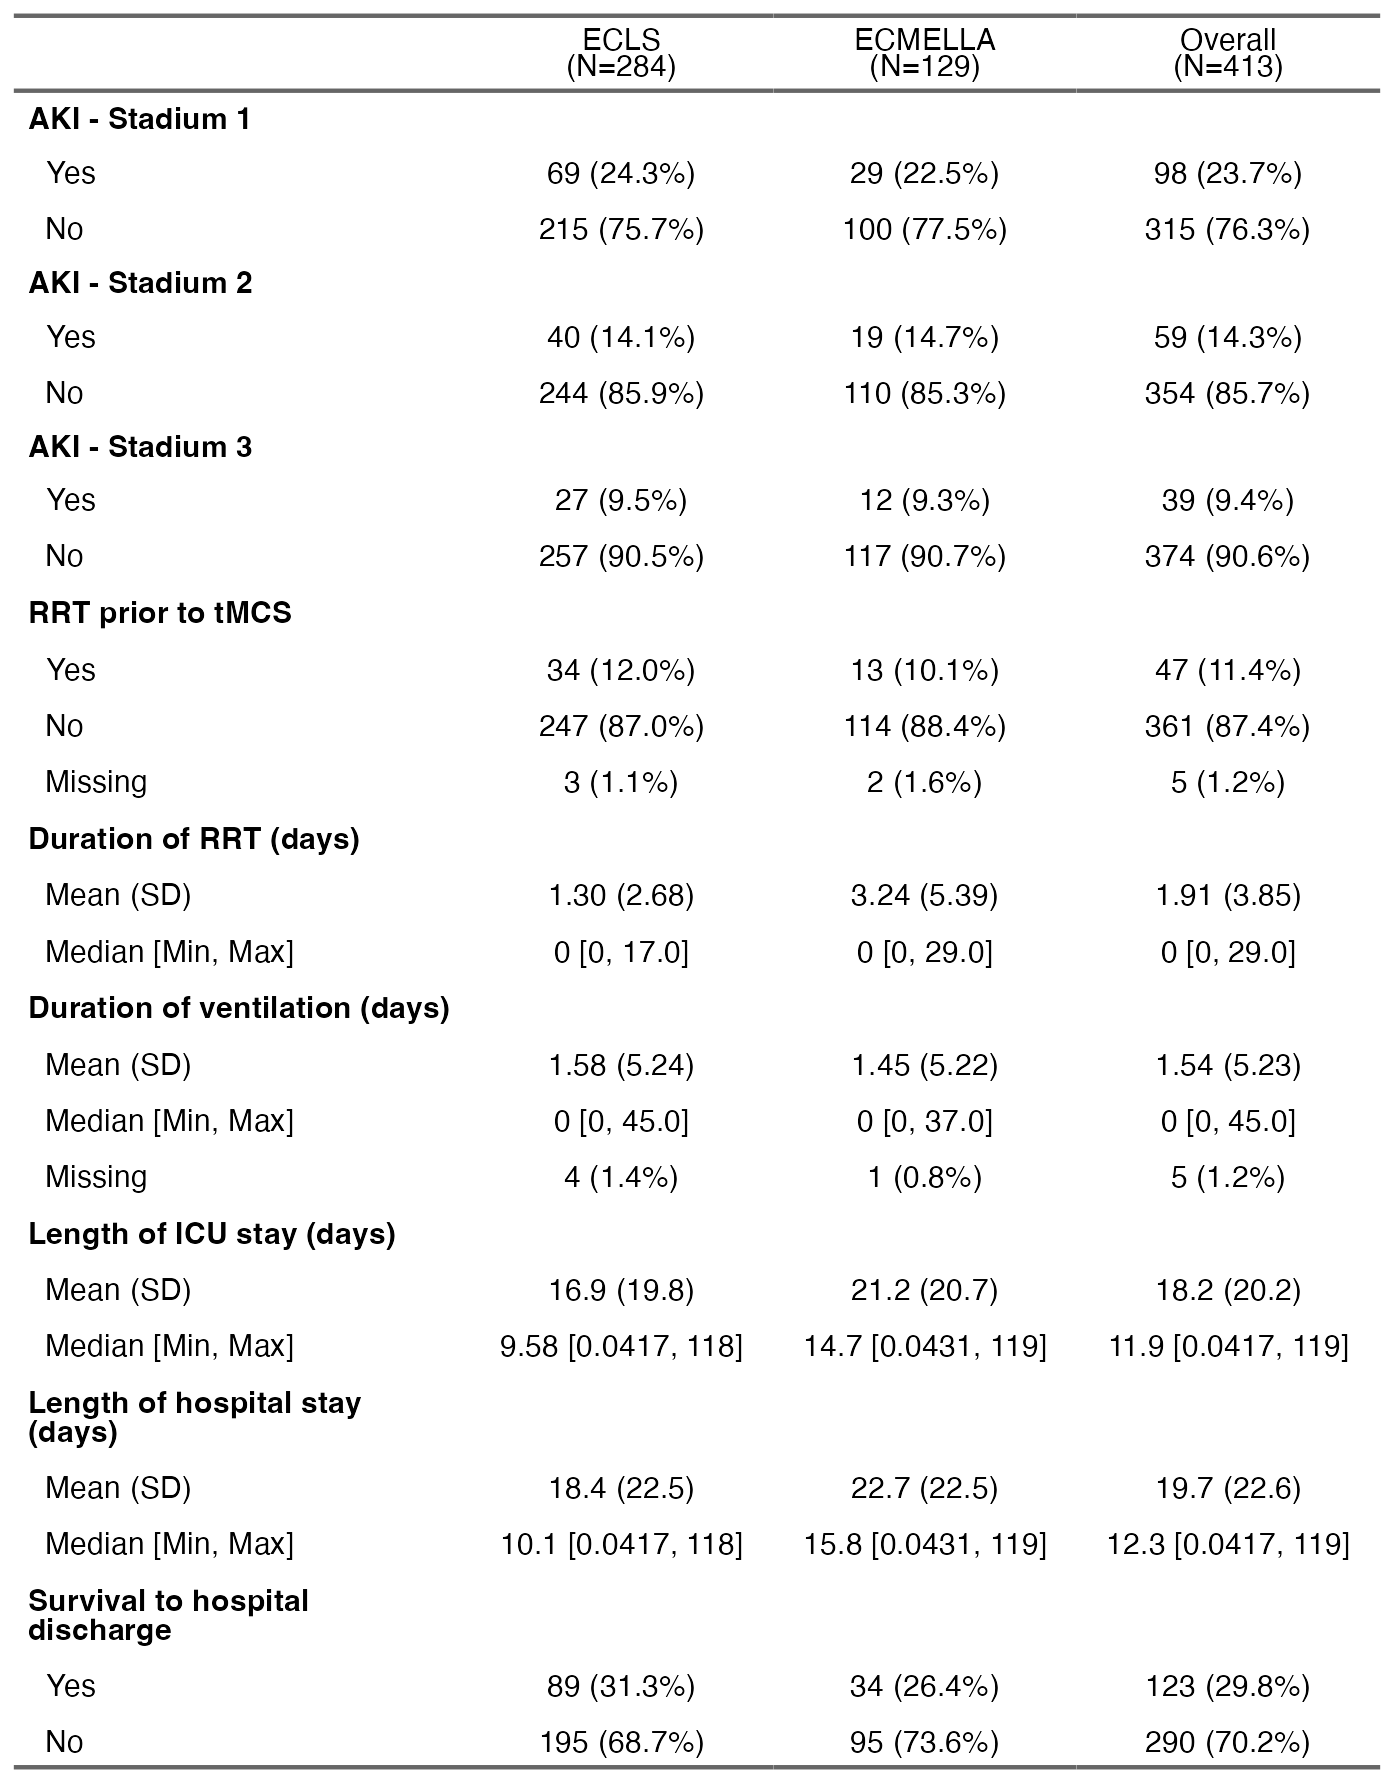 ECLS ECMELLA Overall
(N=284) (N=129) (N=413)
AKI - Stadium 1
Yes 69 (24.3%) 29 (22.5%) 98 (23.7%)
No 215 (75.7%) 100 (77.5%) 315 (76.3%)
AKI - Stadium 2
Yes 40 (14.1%) 19 (14.7%) 59 (14.3%)
No 244 (85.9%) 110 (85.3%) 354 (85.7%)
AKI - Stadium 3
Yes 27 (9.5%) 12 (9.3%) 39 (9.4%)
No 257 (90.5%) 117 (90.7%) 374 (90.6%)
RRT prior to tMCS
Yes 34 (12.0%) 13 (10.1%) 47 (11.4%)
No 247 (87.0%) 114 (88.4%) 361 (87.4%)
Missing 3 (1.1%) 2 (1.6%) 5 (1.2%)
Duration of RRT (days)
Mean (SD) 1.30 (2.68) 3.24 (5.39) 1.91 (3.85)
Median [Min, Max] 0 [0, 17.0] 0 [0, 29.0] 0 [0, 29.0]
Duration of ventilation (days)
Mean (SD) 1.58 (5.24) 1.45 (5.22) 1.54 (5.23)
Median [Min, Max] 0 [0, 45.0] 0 [0, 37.0] 0 [0, 45.0]
Missing 4 (1.4%) 1 (0.8%) 5 (1.2%)
Length of ICU stay (days)
Mean (SD) 16.9 (19.8) 21.2 (20.7) 18.2 (20.2)
Median [Min, Max] 9.58 [0.0417, 118] 14.7 [0.0431, 119] 11.9 [0.0417, 119]
Length of hospital stay
(days)
Mean (SD) 18.4 (22.5) 22.7 (22.5) 19.7 (22.6)
Median [Min, Max] 10.1 [0.0417, 118] 15.8 [0.0431, 119] 12.3 [0.0417, 119]
Survival to hospital
discharge
Yes 89 (31.3%) 34 (26.4%) 123 (29.8%)
No 195 (68.7%) 95 (73.6%) 290 (70.2%)